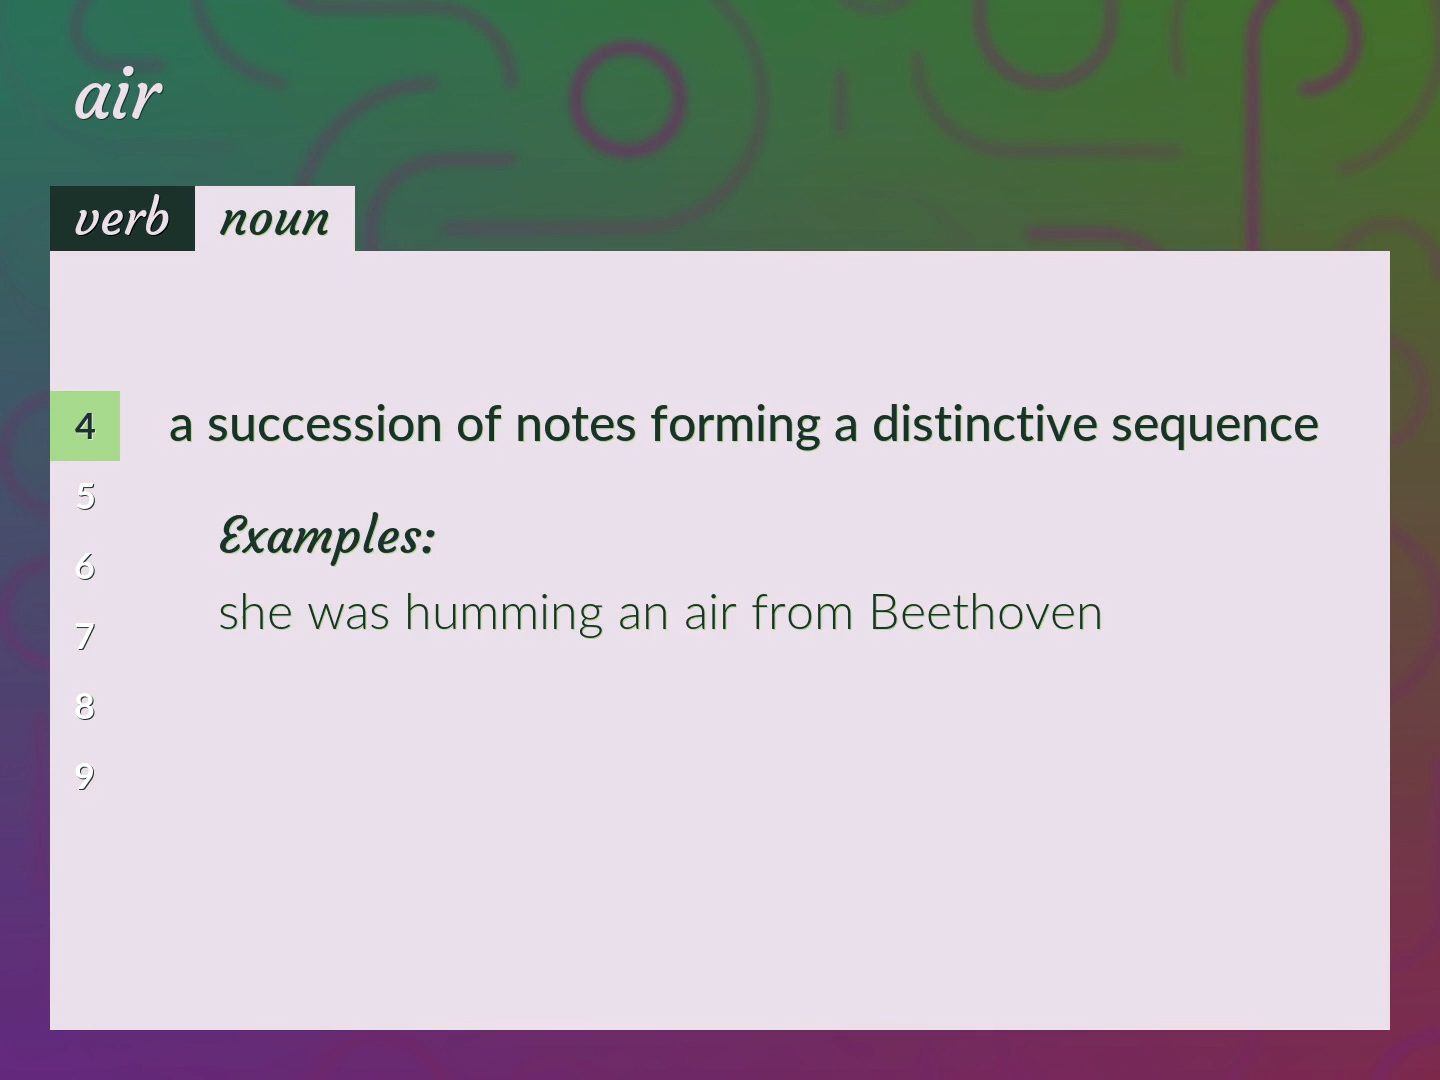 air
verb noun
4 a succession of notes forming a distinctive sequence
5
Examples:
6
she was humming an air from Beethoven
7
8
9